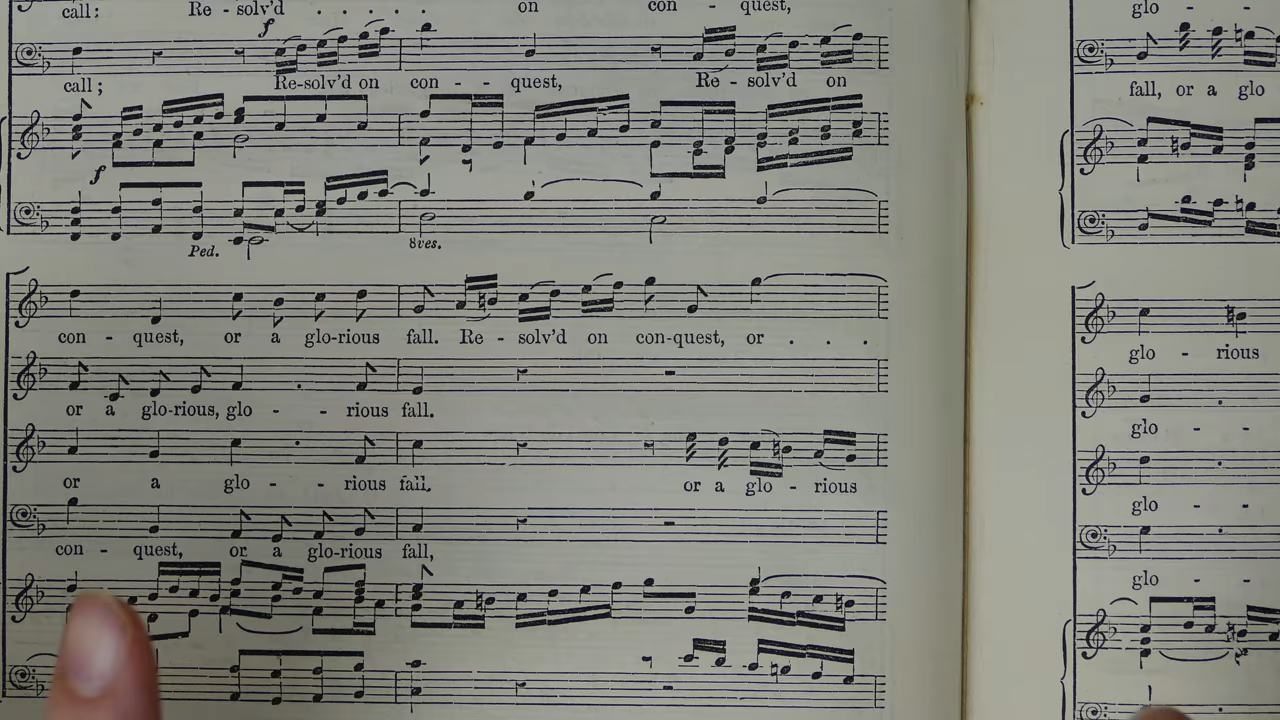 call: Re - solv'd . . . . . on con - quest,
f
call; Re-solv'd on con - - quest, Re - solv'd on
f
Ped. 8ves.
con - quest, or a glo-rious fall. Re - solv'd on con-quest, or . . .
or a glo-rious, glo - - rious fall.
or a glo - - rious fall. or a glo - rious
con - quest, or a glo-rious fall,
glo - -
fall, or a glo
glo - rious
glo - -
glo - -
glo - -